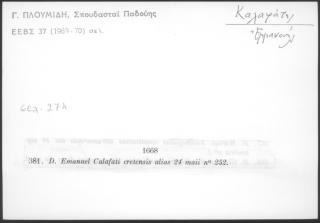 Γ. ΠΛΟΥΜΙΔΗ, Σπουδασταί Παδούης
ΕΕΒΣ 37 (1969-70) σελ.
Καλαφάτης
Εμμανουήλ
σελ. 274
1668
381. D. Emanuel Calafati cretensis alias 24 maii nº 252.